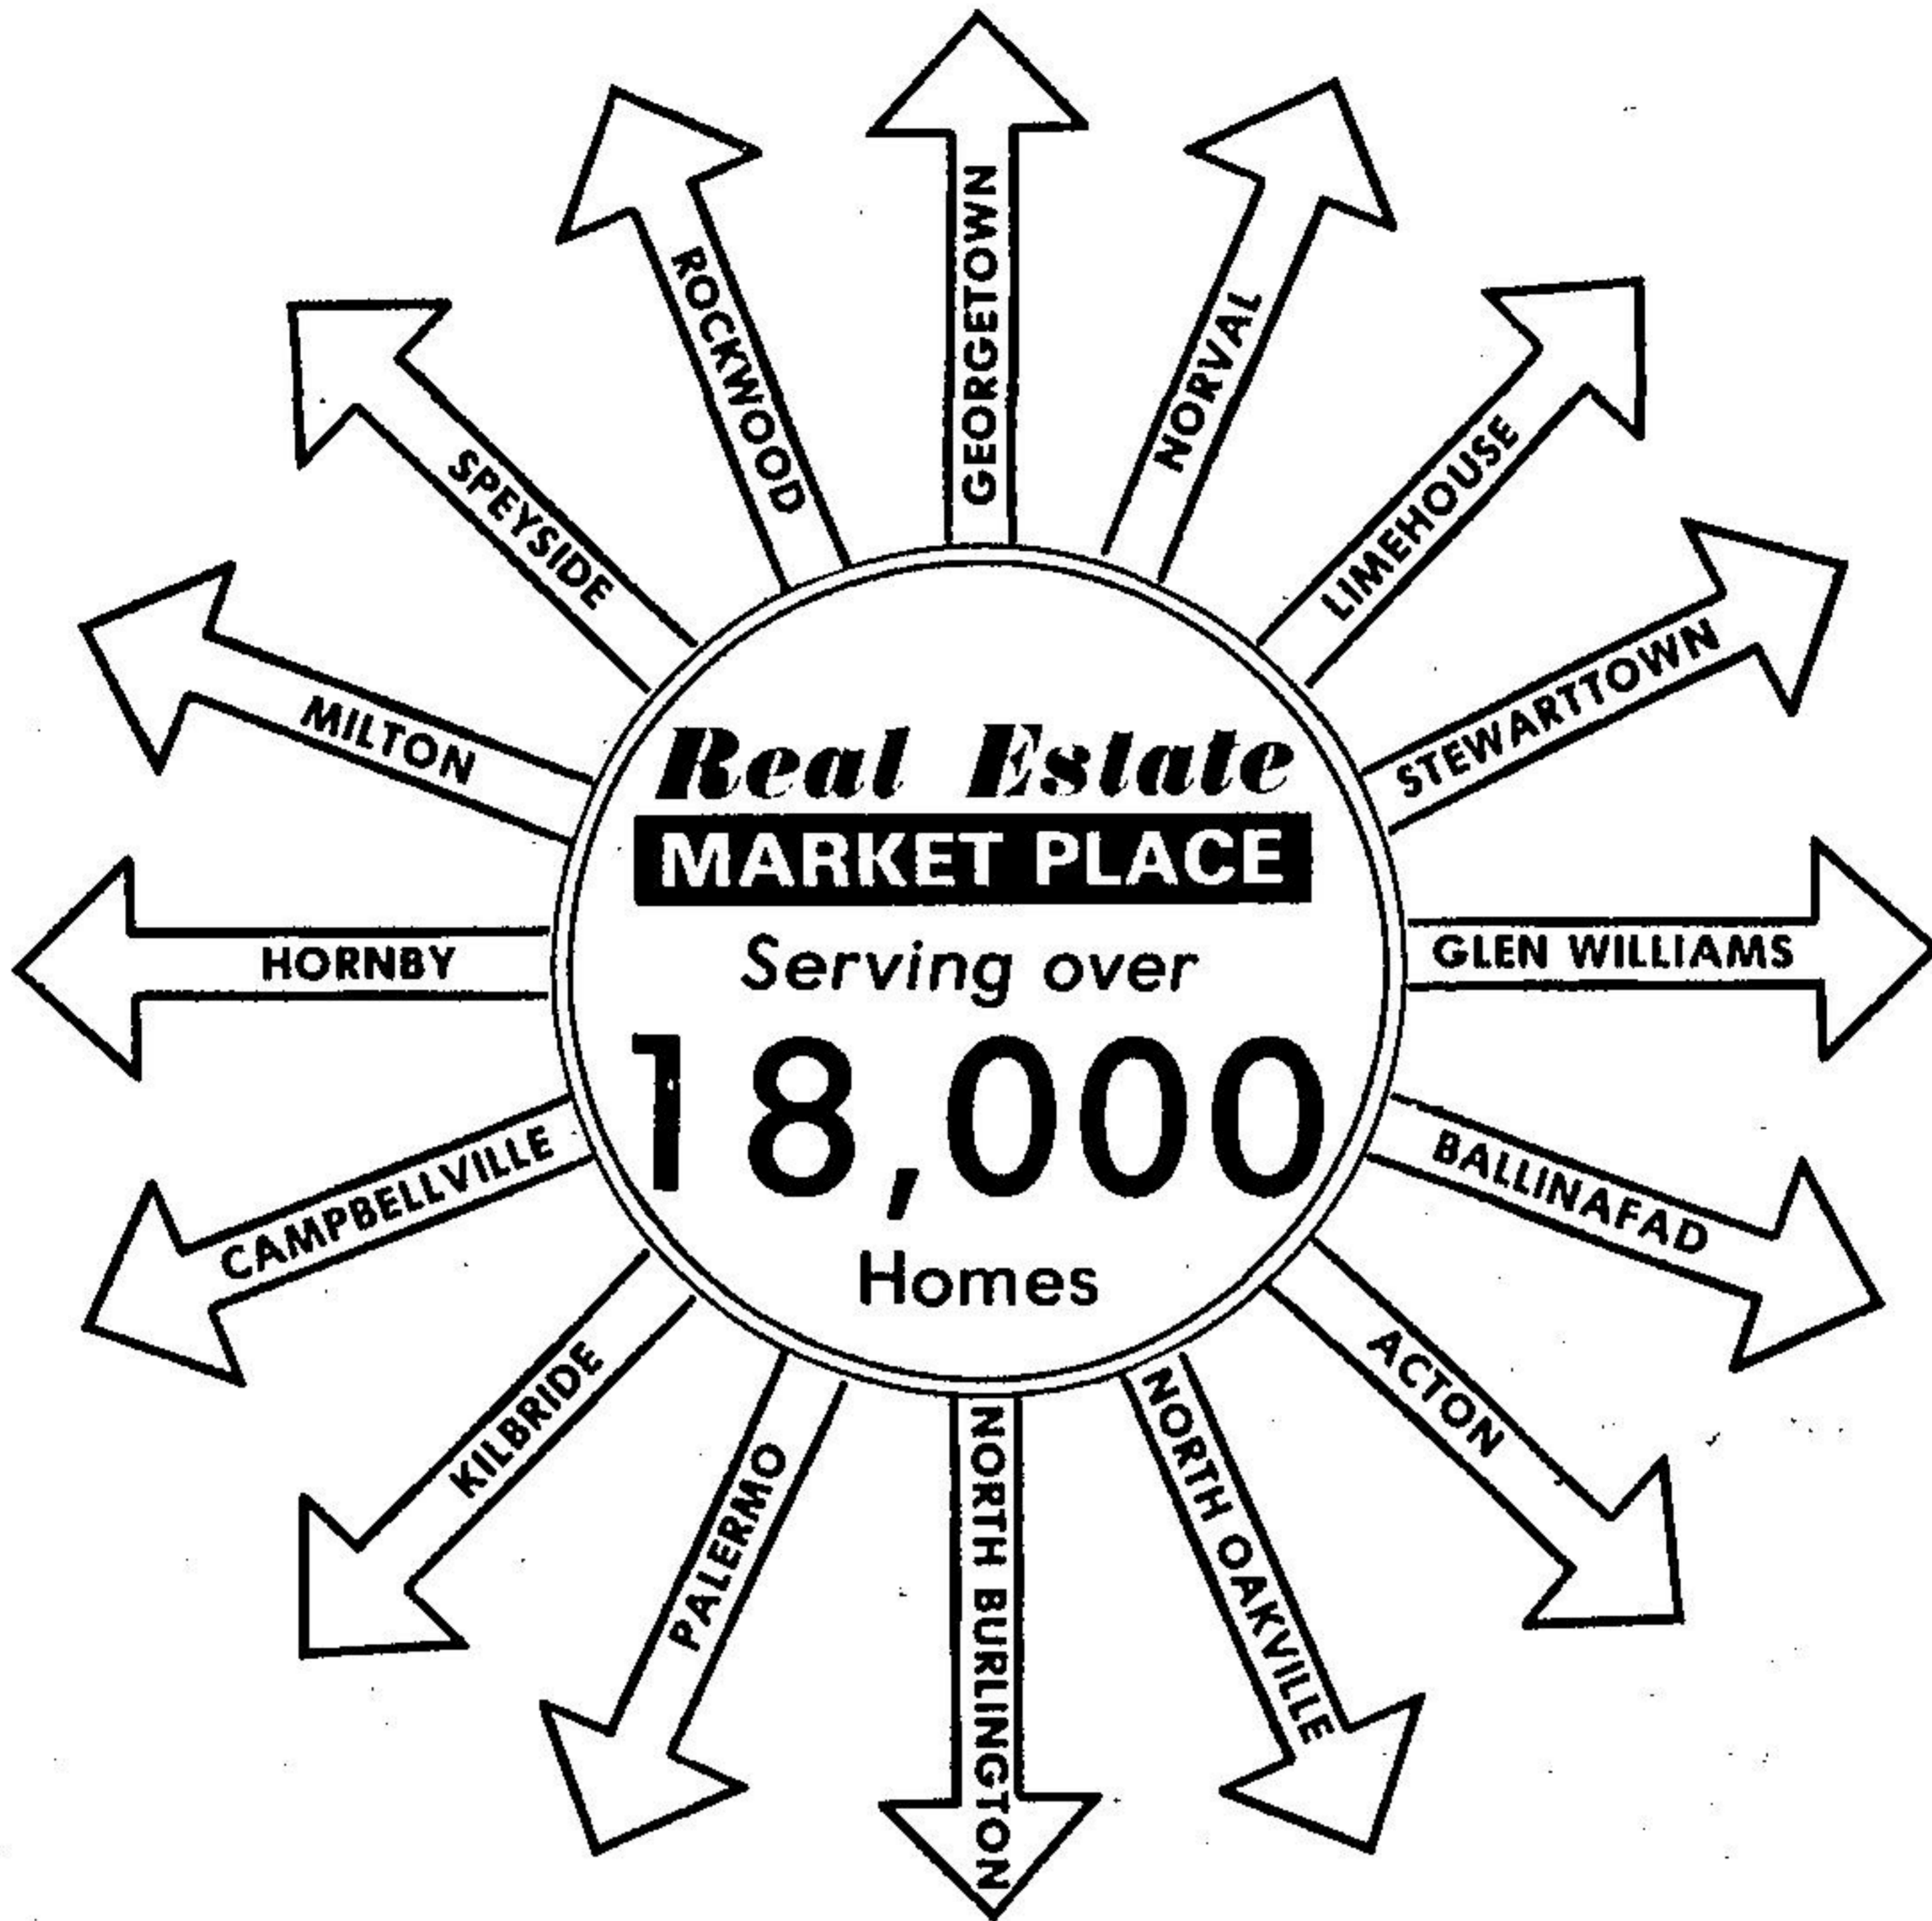 GEORGETOWN
NORVAL
LIMEHOUSE
STEWARTTOWN
GLEN WILLIAMS
BALLINAFAD
ACTON
NORTH OAKVILLE
NORTH BURLINGTON
PALERMO
KILBRIDE
CAMPBELLVILLE
HORNBY
MILTON
SPEYSIDE
ROCKWOOD
Real Estate
MARKET PLACE
Serving over
18,000
Homes